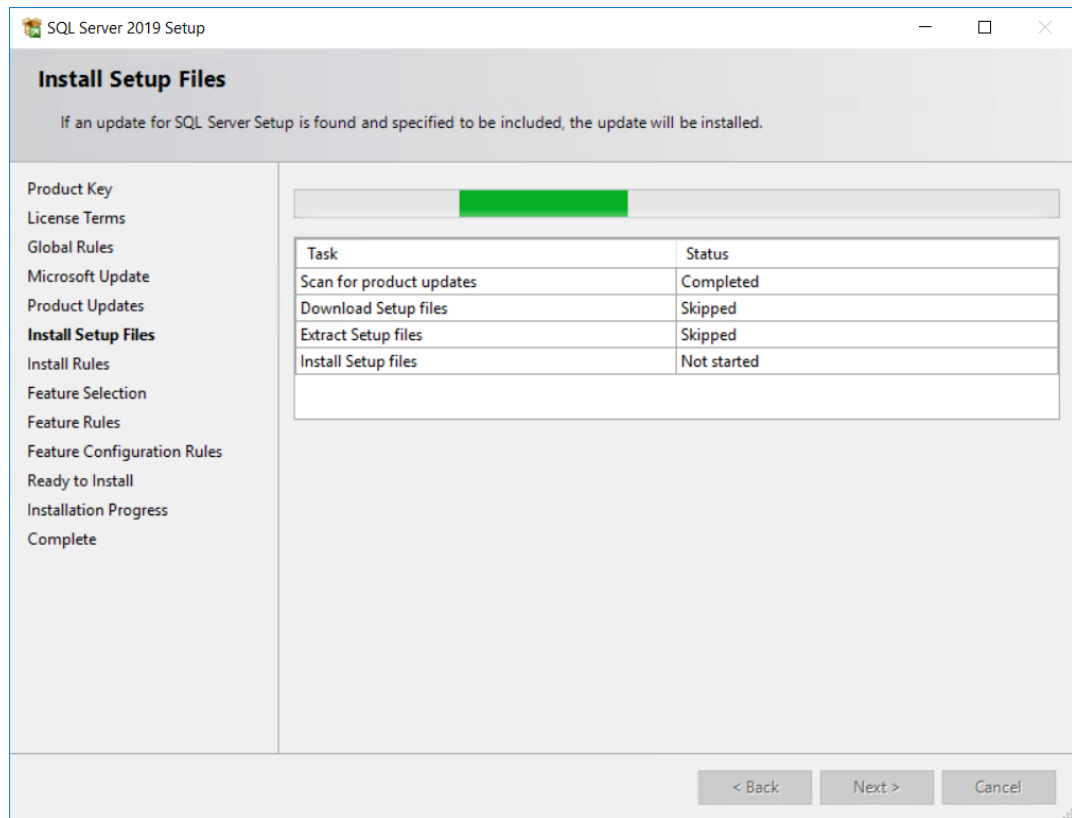 SQL Server 2019 Setup
Install Setup Files
If an update for SQL Server Setup is found and specified to be included, the update will be installed.
Product Key
License Terms
Global Rules
Microsoft Update
Product Updates
Install Setup Files
Install Rules
Feature Selection
Feature Rules
Feature Configuration Rules
Ready to Install
Installation Progress
Complete
Task Status
Scan for product updates Completed
Download Setup files Skipped
Extract Setup files Skipped
Install Setup files Not started
< Back Next > Cancel